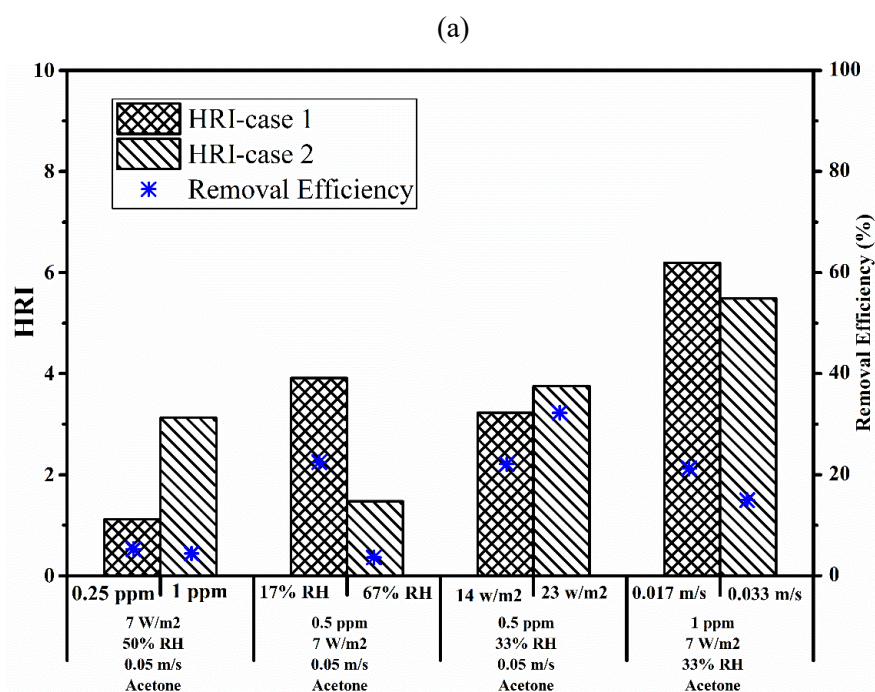 (a)
10
8
6
4
2
0
HRI
HRI-case 1
HRI-case 2
Removal Efficiency
100
80
60
40
20
0
Removal Efficiency (%)
0.25 ppm 1 ppm 17% RH 67% RH 14 w/m2 23 w/m2 0.017 m/s 0.033 m/s
7 W/m2 0.5 ppm 0.5 ppm 1 ppm
50% RH 7 W/m2 33% RH 7 W/m2
0.05 m/s 0.05 m/s 0.05 m/s 33% RH
Acetone Acetone Acetone Acetone